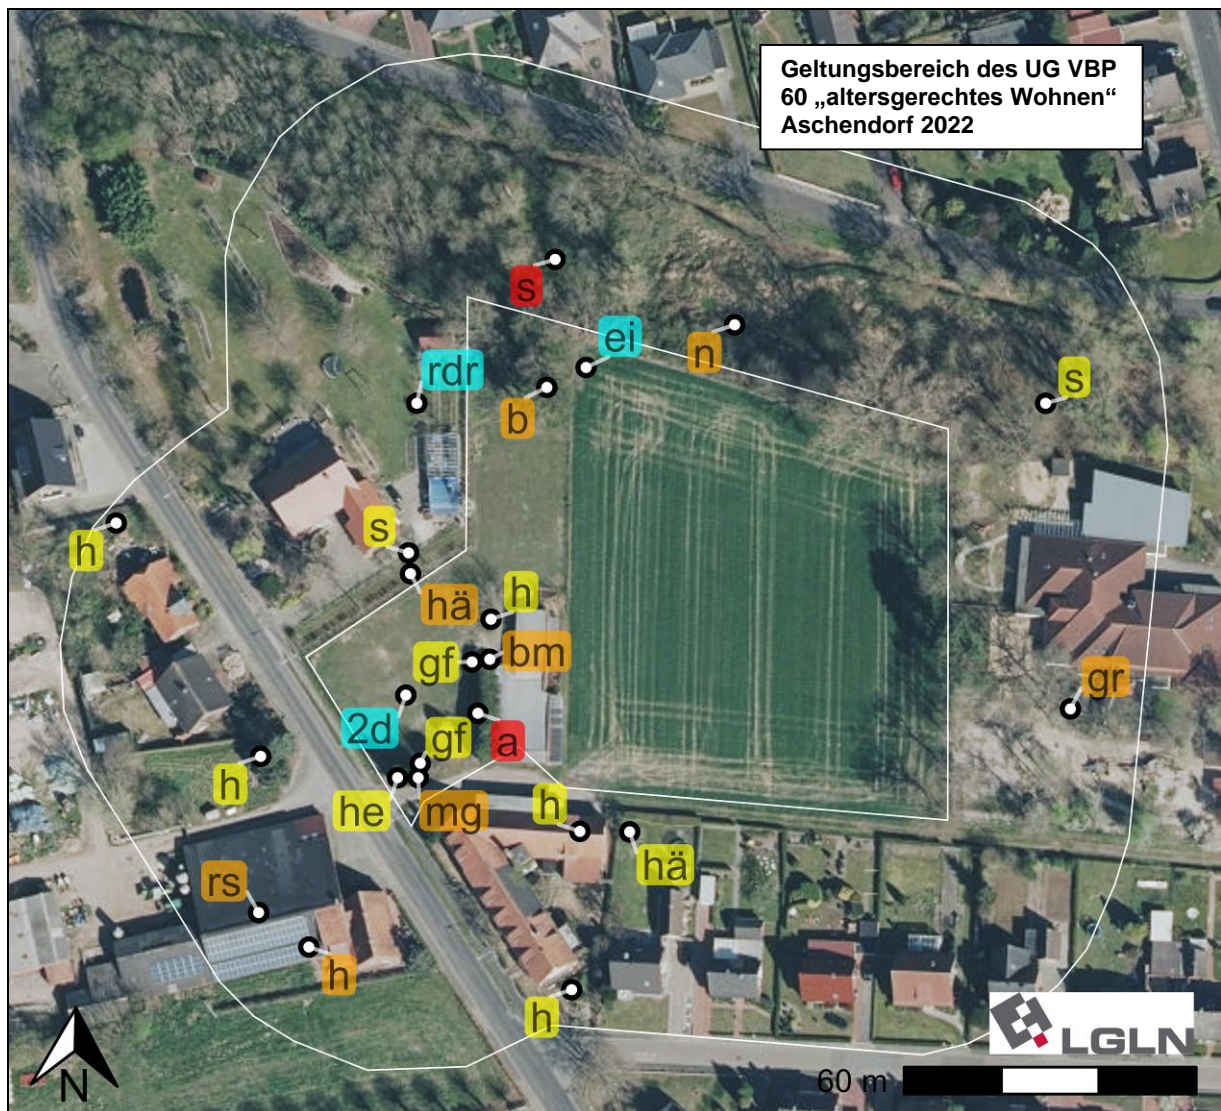 Geltungsbereich des UG VBP
60 „altersgerechtes Wohnen“
Aschendorf 2022
s
ei
n
rdr
b
s
h
s
hä
h
gf
bm
gr
2d
gf
a
h
he
mg
h
hä
rs
h
h
LGLN
N
60 m